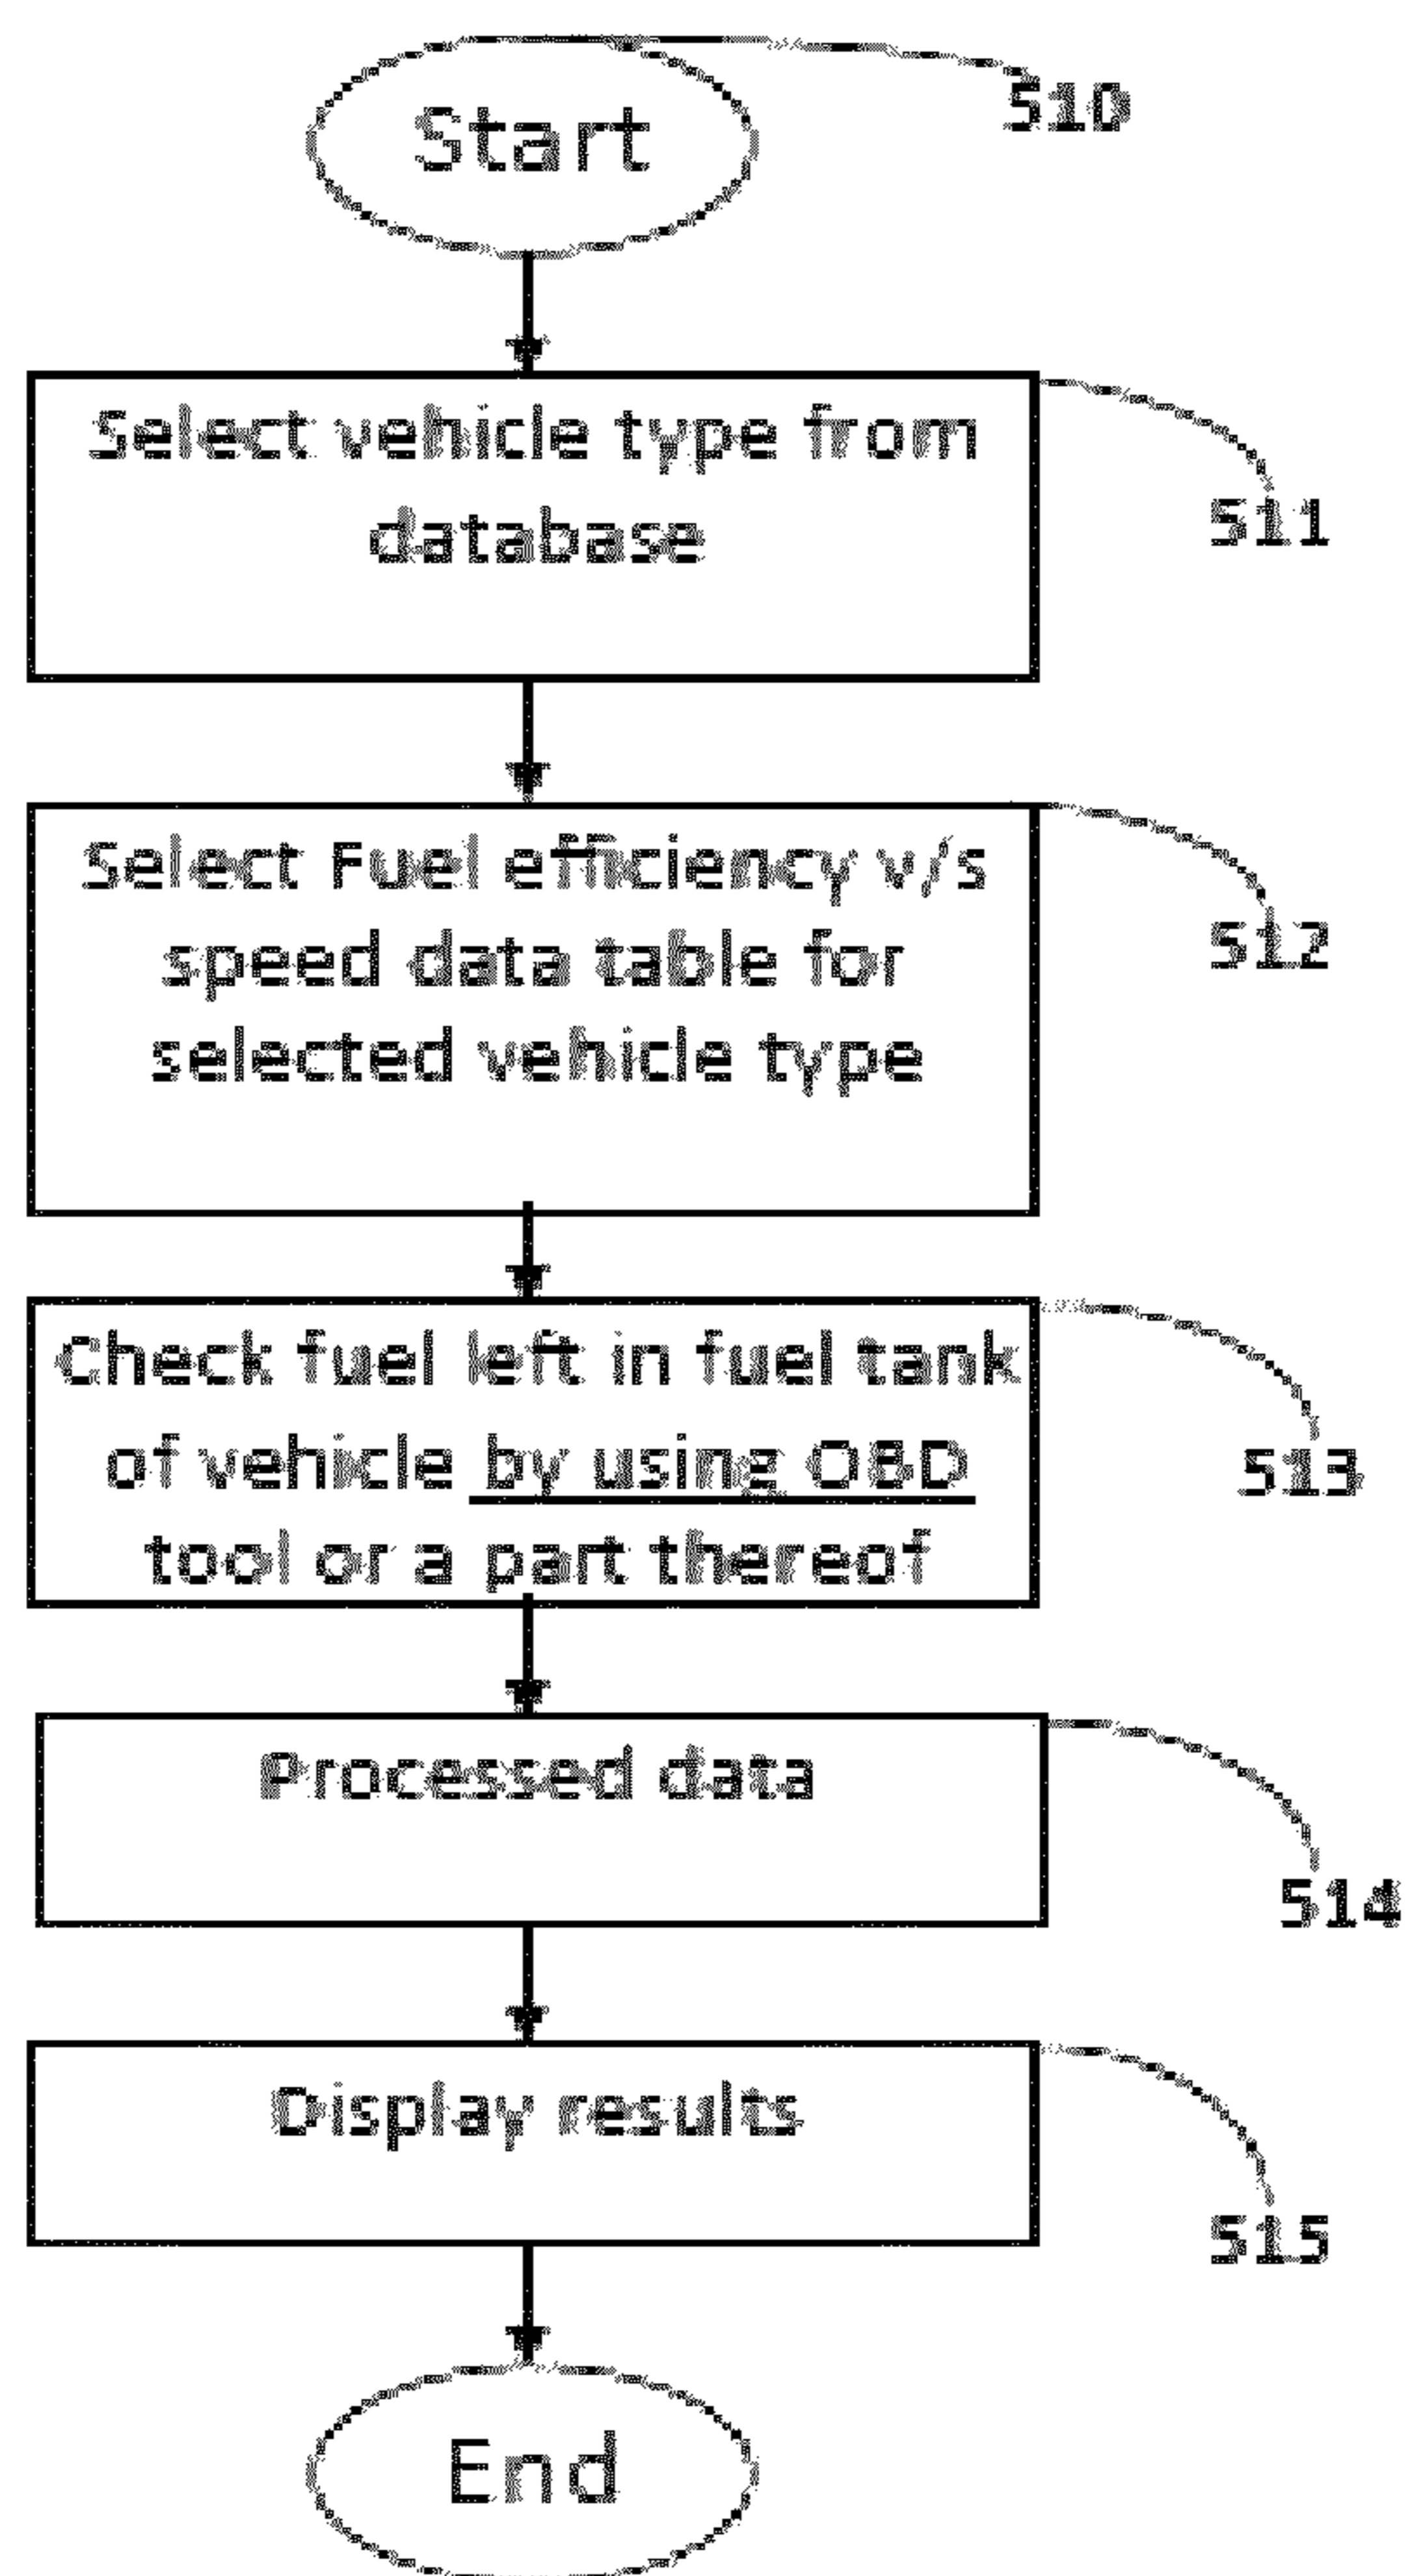 Start
510
Select vehicle type from
database
511
Select Fuel efficiency v/s
speed data table for
selected vehicle type
512
Check fuel left in fuel tank
of vehicle by using OBD
tool or a part thereof
513
Processed data
514
Display results
515
End